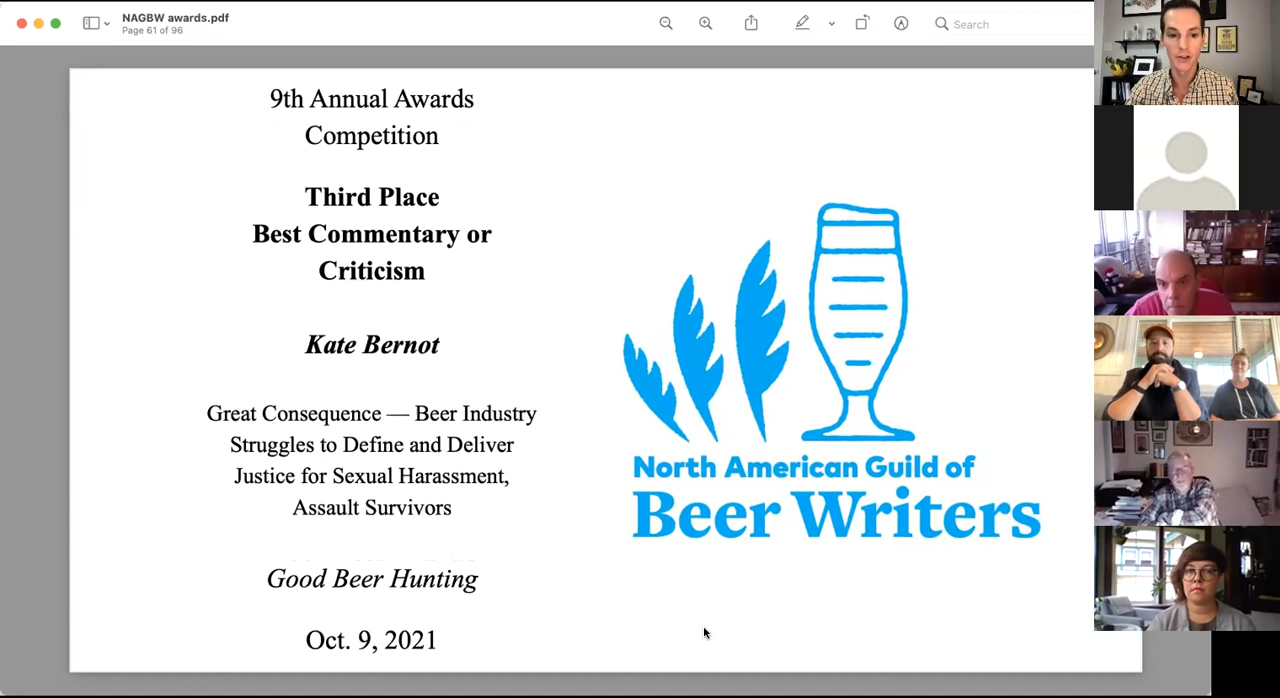 NAGBW awards.pdf
Page 61 of 96
Search
9th Annual Awards
Competition
Third Place
Best Commentary or
Criticism
Kate Bernot
Great Consequence — Beer Industry
Struggles to Define and Deliver
Justice for Sexual Harassment,
Assault Survivors
Good Beer Hunting
Oct. 9, 2021
North American Guild of
Beer Writers